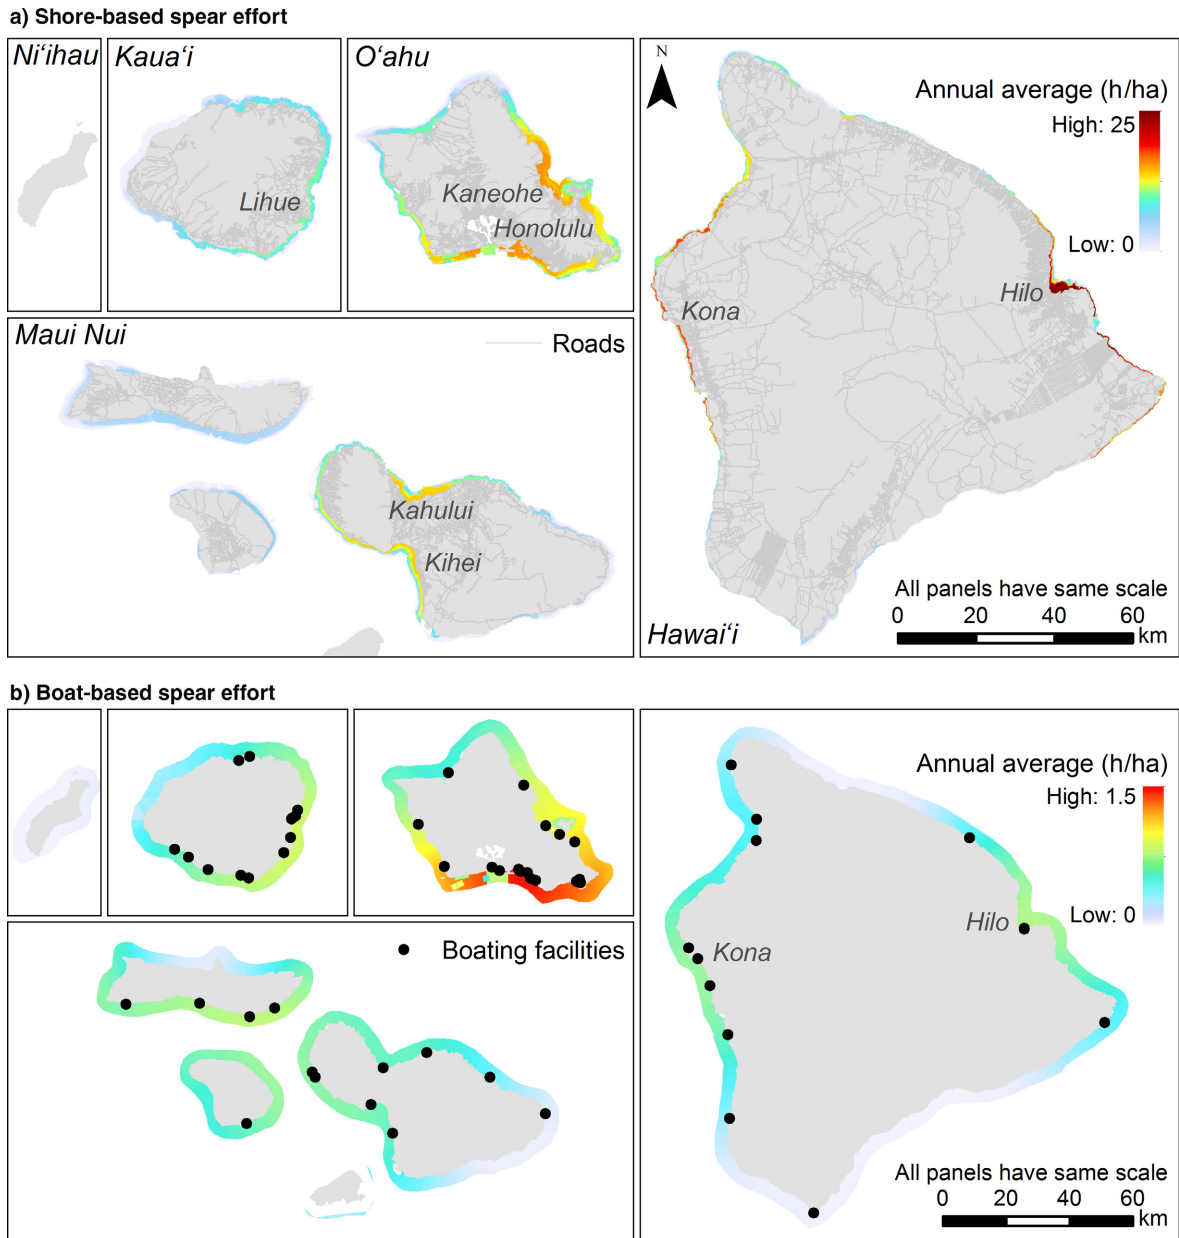 a) Shore-based spear effort
Ni‘ihau
Kaua‘i
O‘ahu
N
Annual average (h/ha)
High: 25
Low: 0
Lihue
Kaneohe
Honolulu
Hilo
Kona
Maui Nui
Roads
Kahului
Kihei
All panels have same scale
0 20 40 60
km
Hawai‘i
b) Boat-based spear effort
Annual average (h/ha)
High: 1.5
Low: 0
Hilo
Kona
Boating facilities
All panels have same scale
0 20 40 60
km